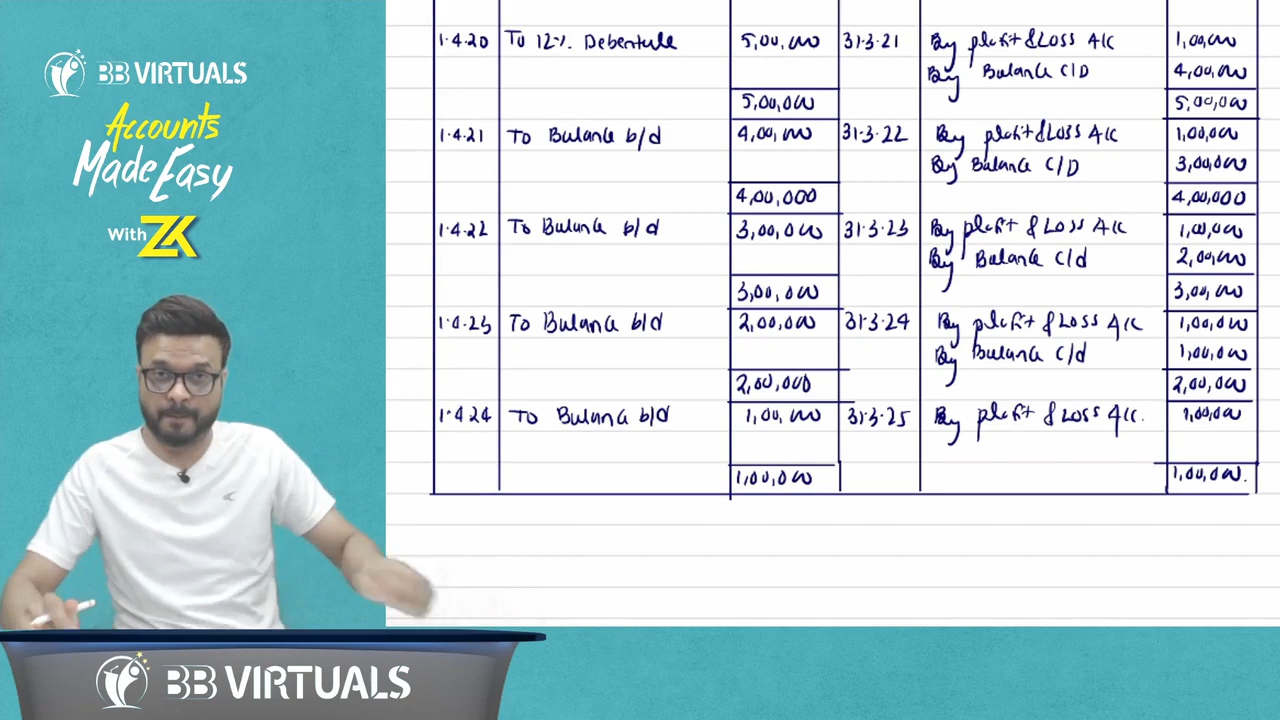 BB VIRTUALS
Accounts
Made Easy
With ZK
1.4.20 To 12%. Debenture 5,00,000 31.3.21 By profit & Loss A/c 1,00,000
By Balance C/D 4,00,000
5,00,000 5,00,000
1.4.21 To Balance b/d 4,00,000 31.3.22 By profit & Loss A/c 1,00,000
By Balance C/D 3,00,000
4,00,000 4,00,000
1.4.22 To Balance b/d 3,00,000 31.3.23 By profit & Loss A/c 1,00,000
By Balance c/d 2,00,000
3,00,000 3,00,000
1.4.23 To Balance b/d 2,00,000 31.3.24 By profit & Loss A/c 1,00,000
By Balance c/d 1,00,000
2,00,000 2,00,000
1.4.24 To Balance b/d 1,00,000 31.3.25 By profit & Loss A/c. 1,00,000
1,00,000 1,00,000.
BB VIRTUALS